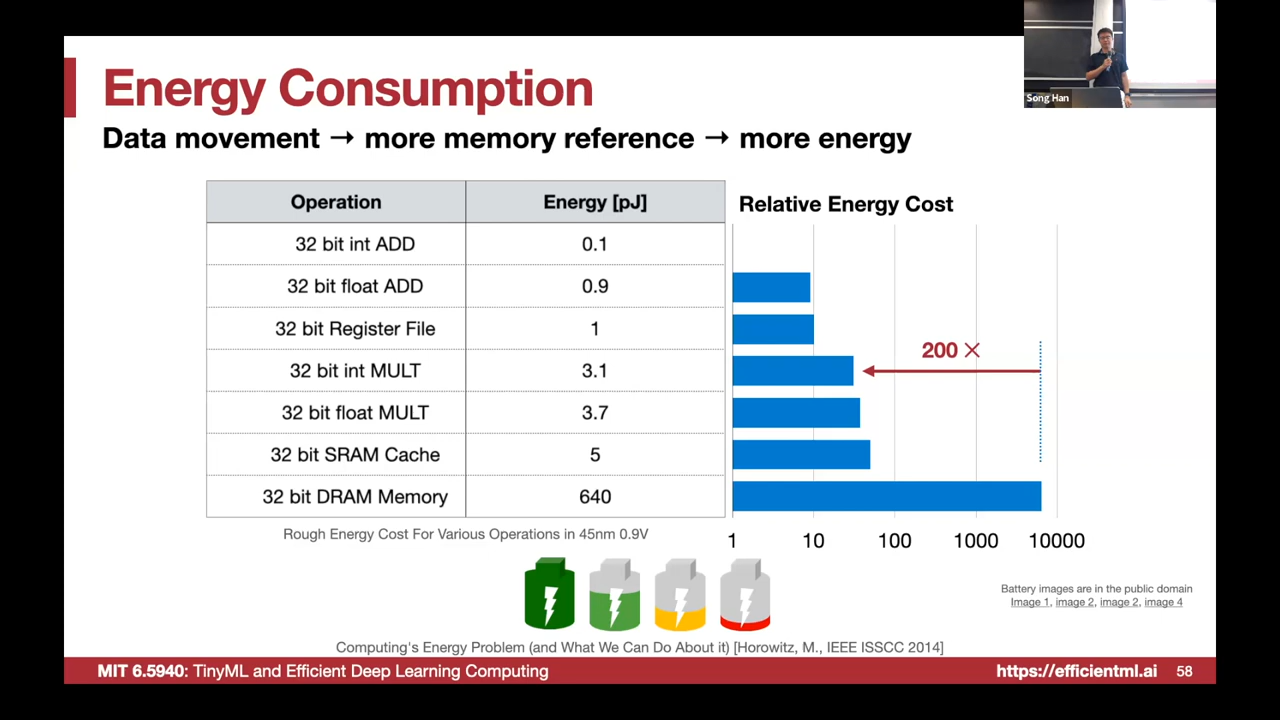 Song Han
Energy Consumption
Data movement → more memory reference → more energy
Operation Energy [pJ]
32 bit int ADD 0.1
32 bit float ADD 0.9
32 bit Register File 1
32 bit int MULT 3.1
32 bit float MULT 3.7
32 bit SRAM Cache 5
32 bit DRAM Memory 640
Rough Energy Cost For Various Operations in 45nm 0.9V
Relative Energy Cost
200 ×
1 10 100 1000 10000
Battery images are in the public domain
Image 1, image 2, image 2, image 4
Computing's Energy Problem (and What We Can Do About it) [Horowitz, M., IEEE ISSCC 2014]
MIT 6.5940: TinyML and Efficient Deep Learning Computing
https://efficientml.ai 58